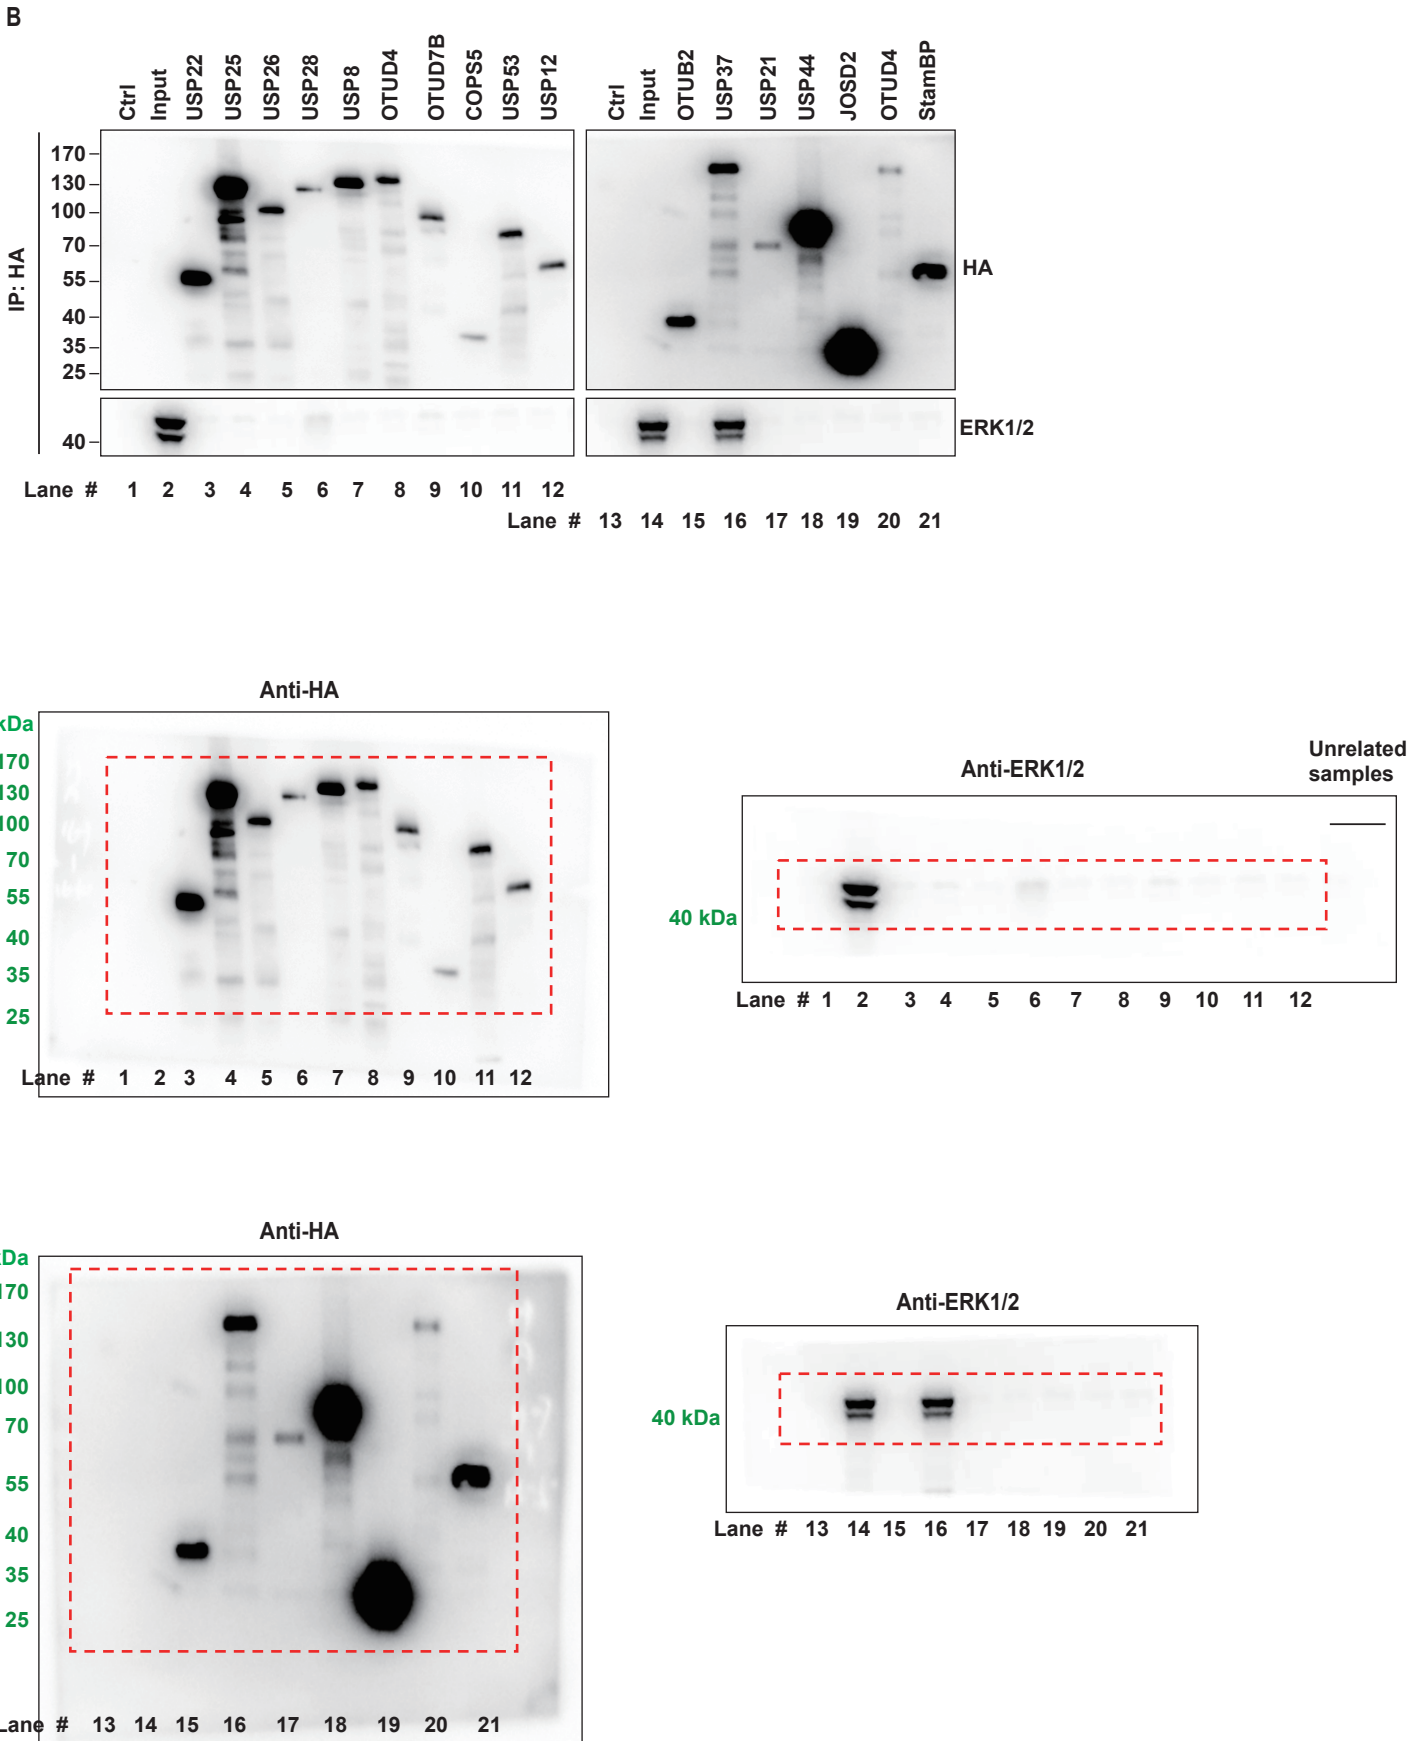 B
Ctrl Input USP22 USP25 USP26 USP28 USP8 OTUD4 OTUD7B COPS5 USP53 USP12
Ctrl Input OTUB2 USP37 USP21 USP44 JOSD2 OTUD4 StamBP
IP: HA
170
130
100
70
55
40
35
25
HA
40
ERK1/2
Lane # 1 2 3 4 5 6 7 8 9 10 11 12
Lane # 13 14 15 16 17 18 19 20 21
Anti-HA
kDa
170
130
100
70
55
40
35
25
Lane # 1 2 3 4 5 6 7 8 9 10 11 12
Anti-ERK1/2
Unrelated
samples
40 kDa
Lane # 1 2 3 4 5 6 7 8 9 10 11 12
Anti-HA
kDa
170
130
100
70
55
40
35
25
Lane # 13 14 15 16 17 18 19 20 21
Anti-ERK1/2
40 kDa
Lane # 13 14 15 16 17 18 19 20 21